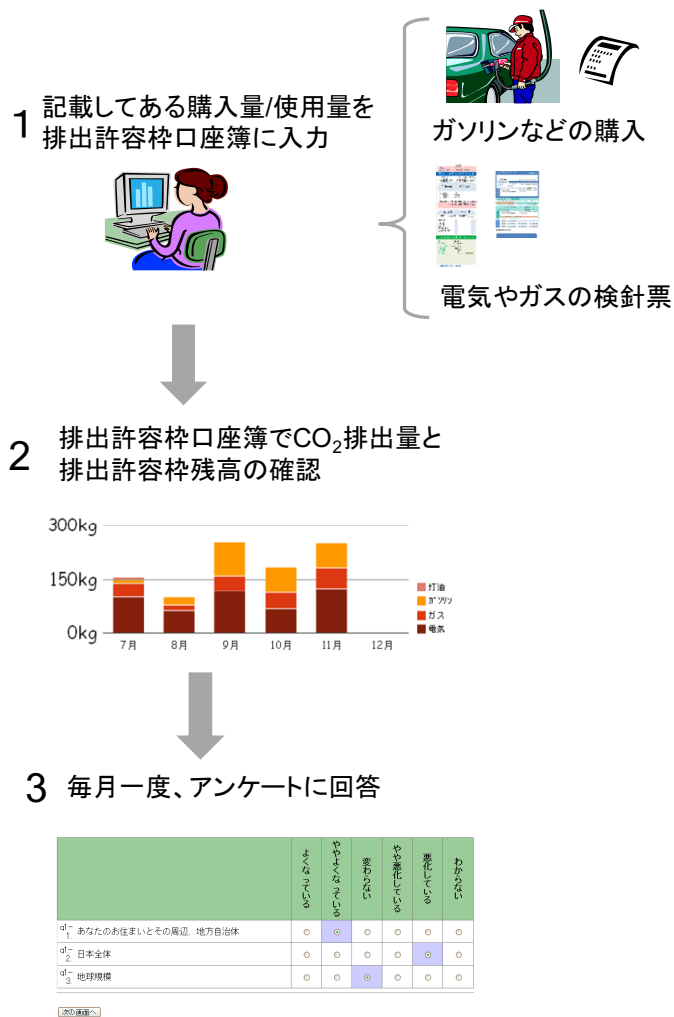 1
記載してある購入量/使用量を
排出許容枠口座簿に入力
ガソリンなどの購入
電気やガスの検針票
2
排出許容枠口座簿でCO₂排出量と
排出許容枠残高の確認
300kg
150kg
0kg
7月 8月 9月 10月 11月 12月
灯油
ガソリン
ガス
電気
3 毎月一度、アンケートに回答
よくなっている
ややよくなっている
変わらない
やや悪化している
悪化している
わからない
q1-1. あなたのお住まいとその周辺、地方自治体
q1-2. 日本全体
q1-3. 地球規模
次の画面へ